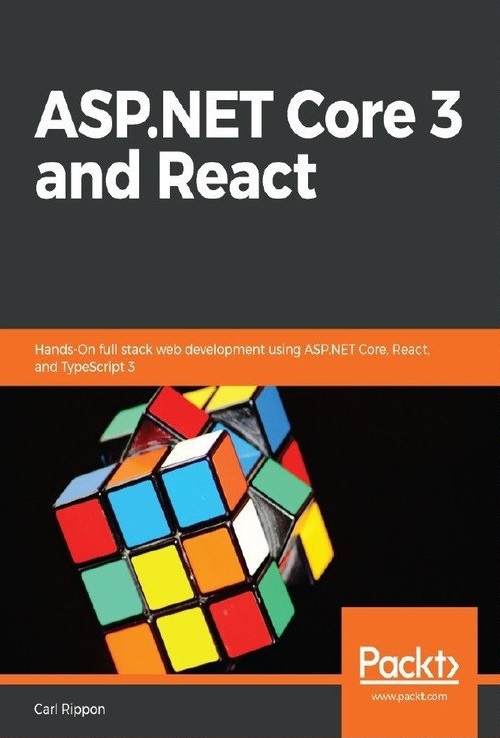 ASP.NET Core 3
and React
Hands-On full stack web development using ASP.NET Core, React,
and TypeScript 3
Packt>
www.packt.com
Carl Rippon